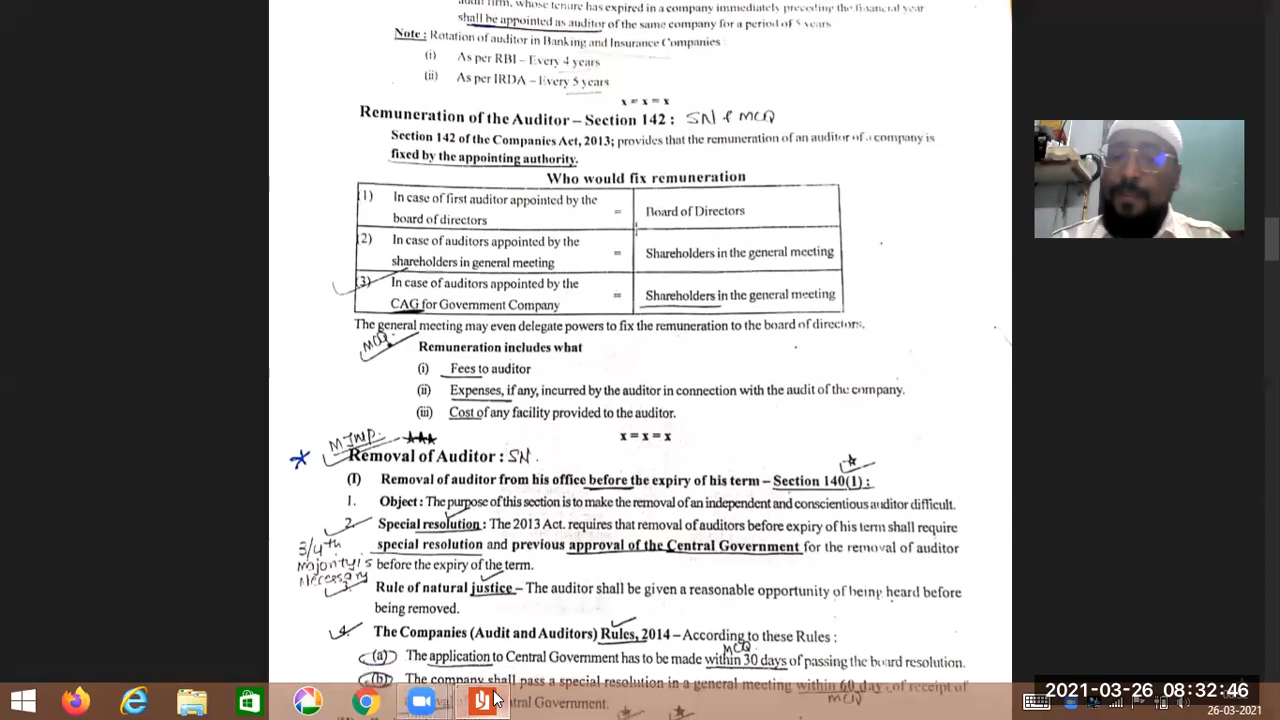 audit firm, whose tenure has expired in a company immediately preceding the financial year
shall be appointed as auditor of the same company for a period of 5 years
Note : Rotation of auditor in Banking and Insurance Companies
(i) As per RBI – Every 4 years
(ii) As per IRDA – Every 5 years
x = x = x
Remuneration of the Auditor – Section 142 : SN & MCQ
Section 142 of the Companies Act, 2013; provides that the remuneration of an auditor of a company is
fixed by the appointing authority.
Who would fix remuneration
1) In case of first auditor appointed by the
board of directors = Board of Directors
2) In case of auditors appointed by the
shareholders in general meeting = Shareholders in the general meeting
3) In case of auditors appointed by the
CAG for Government Company = Shareholders in the general meeting
The general meeting may even delegate powers to fix the remuneration to the board of directors.
MCQ
Remuneration includes what
(i) Fees to auditor
(ii) Expenses, if any, incurred by the auditor in connection with the audit of the company.
(iii) Cost of any facility provided to the auditor.
x = x = x
Removal of Auditor : SN
(I) Removal of auditor from his office before the expiry of his term – Section 140(1) :
1. Object : The purpose of this section is to make the removal of an independent and conscientious auditor difficult.
2. Special resolution : The 2013 Act. requires that removal of auditors before expiry of his term shall require
special resolution and previous approval of the Central Government for the removal of auditor
before the expiry of the term.
3/4th
Majority is
Necessary
3. Rule of natural justice – The auditor shall be given a reasonable opportunity of being heard before
being removed.
4. The Companies (Audit and Auditors) Rules, 2014 – According to these Rules :
MCQ
(a) The application to Central Government has to be made within 30 days of passing the board resolution.
(b) The company shall pass a special resolution in a general meeting within 60 day of receipt of
Central Government.
MCQ
2021-03-26 08:32:46
26-03-2021